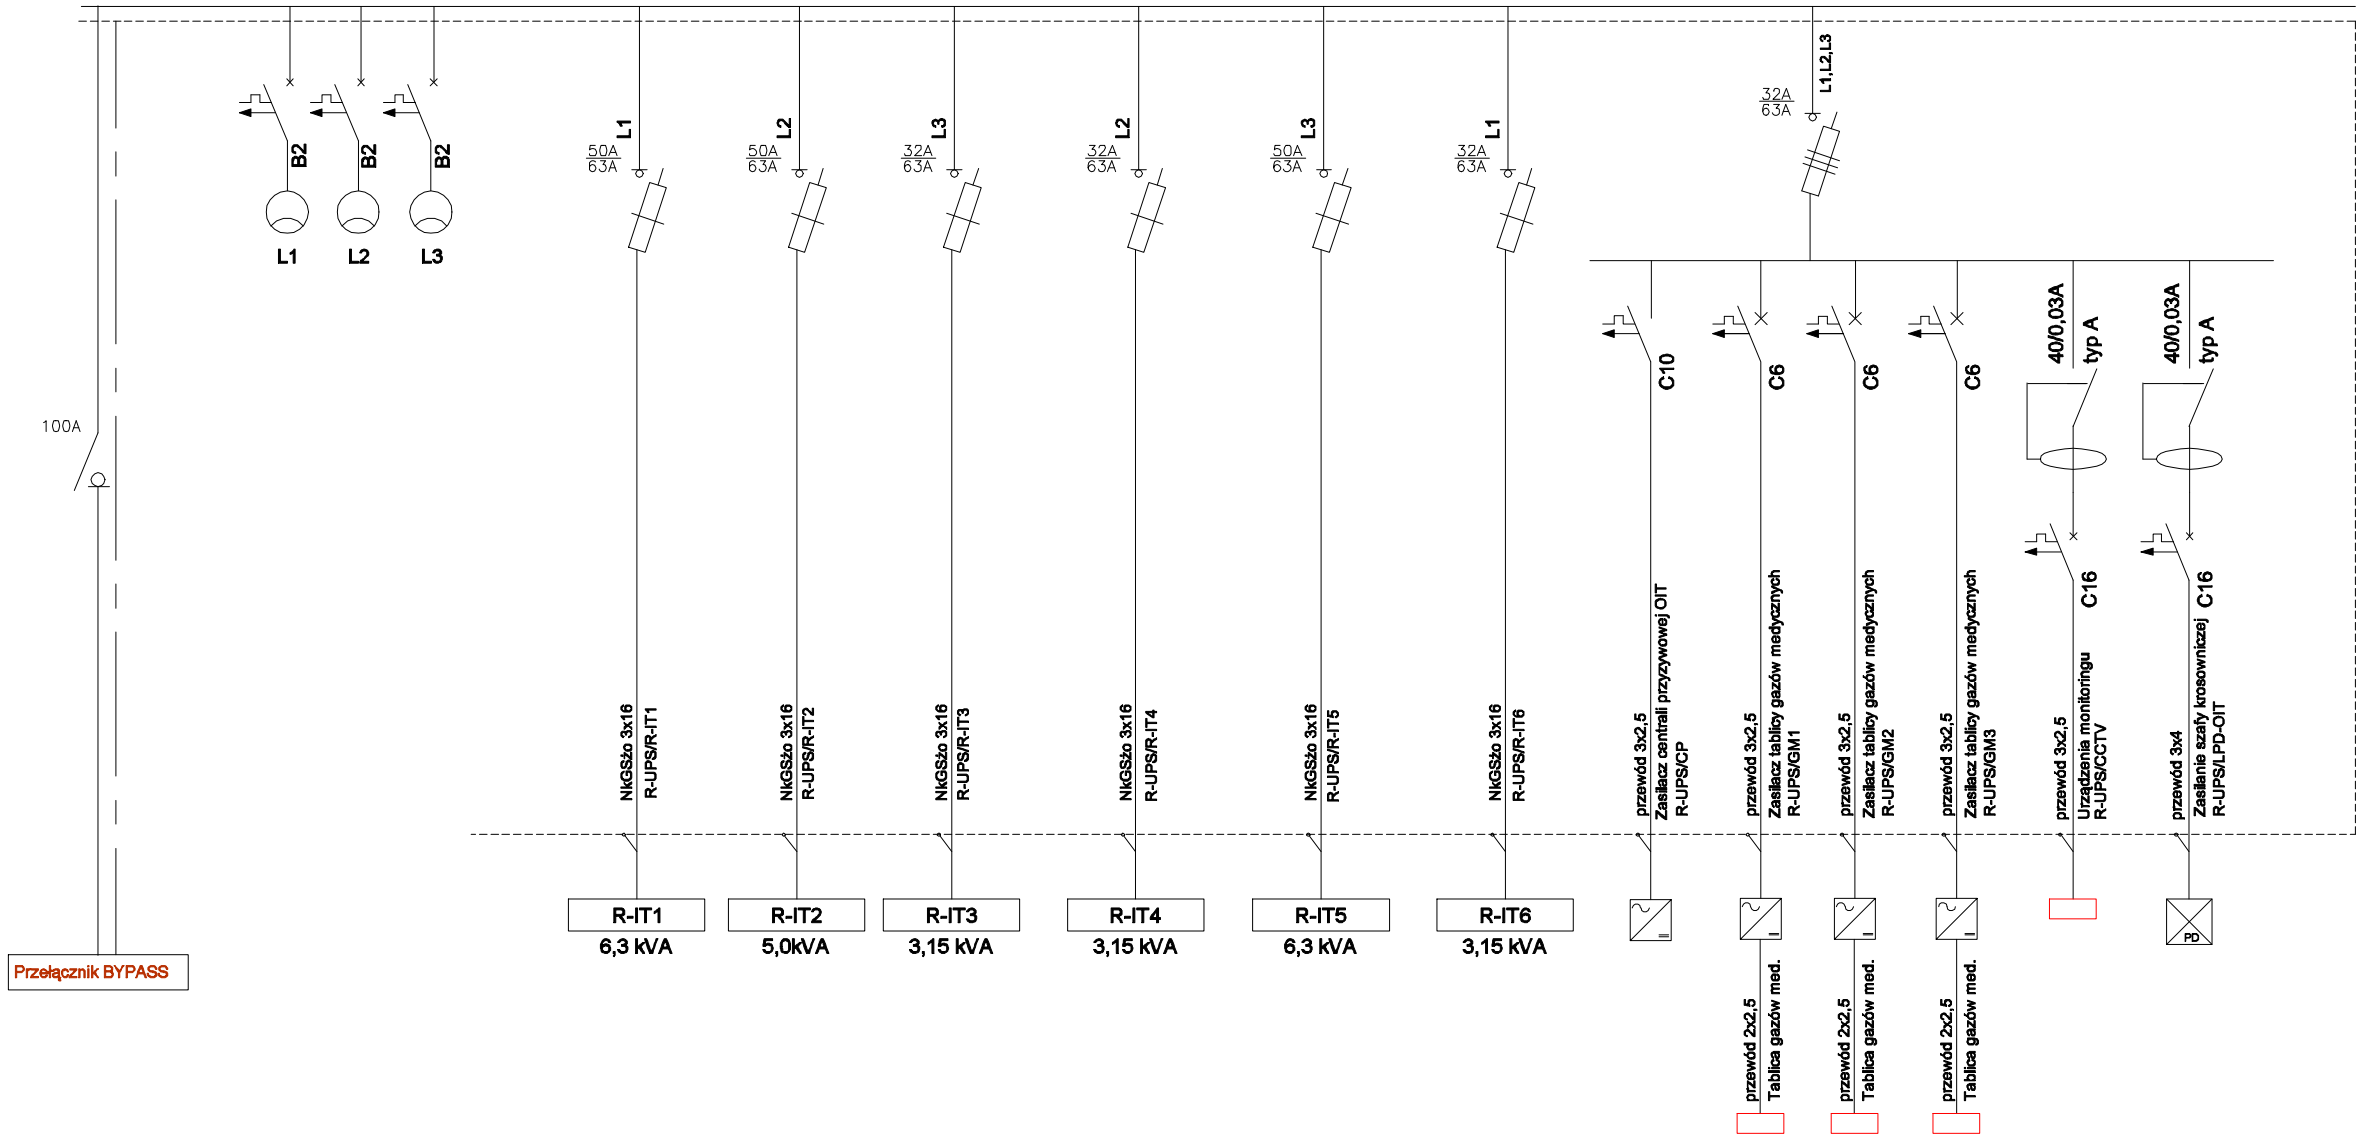 100A
Przełącznik BYPASS
B2
L1
B2
L2
B2
L3
L1
50A
63A
NkGSżo 3x16
R-UPS/R-IT1
R-IT1
6,3 kVA
L2
50A
63A
NkGSżo 3x16
R-UPS/R-IT2
R-IT2
5,0kVA
L3
32A
63A
NkGSżo 3x16
R-UPS/R-IT3
R-IT3
3,15 kVA
L2
32A
63A
NkGSżo 3x16
R-UPS/R-IT4
R-IT4
3,15 kVA
L3
50A
63A
NkGSżo 3x16
R-UPS/R-IT5
R-IT5
6,3 kVA
L1
32A
63A
NkGSżo 3x16
R-UPS/R-IT6
R-IT6
3,15 kVA
L1,L2,L3
32A
63A
C10
przewód 3x2,5
Zasilacz centrali przyzywowej OIT
R-UPS/CP
C6
przewód 3x2,5
Zasilacz tablicy gazów medycznych
R-UPS/GM1
przewód 2x2,5
Tablica gazów med.
C6
przewód 3x2,5
Zasilacz tablicy gazów medycznych
R-UPS/GM2
przewód 2x2,5
Tablica gazów med.
C6
przewód 3x2,5
Zasilacz tablicy gazów medycznych
R-UPS/GM3
przewód 2x2,5
Tablica gazów med.
40/0,03A
typ A
C16
przewód 3x2,5
Urządzenia monitoringu
R-UPS/CCTV
40/0,03A
typ A
C16
przewód 3x4
Zasilanie szafy krosowniczej
R-UPS/LPD-OIT
PD